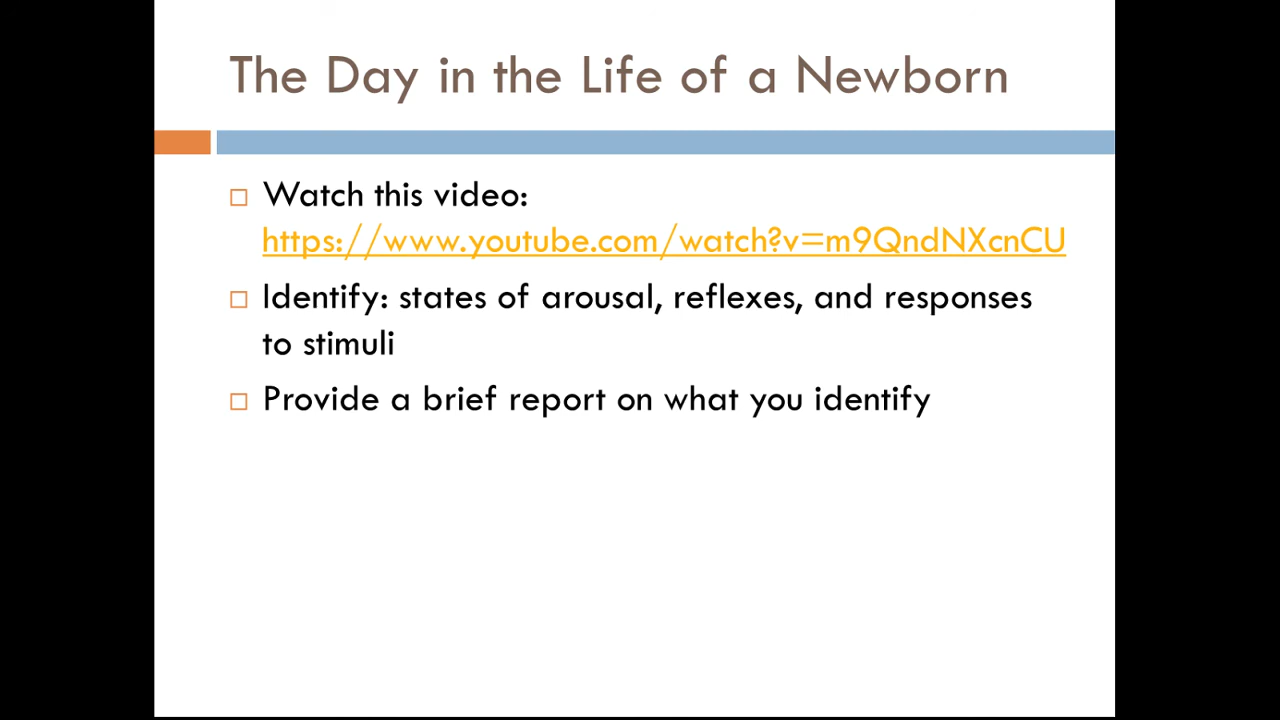 The Day in the Life of a Newborn
Watch this video:
https://www.youtube.com/watch?v=m9QndNXcnCU
Identify: states of arousal, reflexes, and responses
to stimuli
Provide a brief report on what you identify